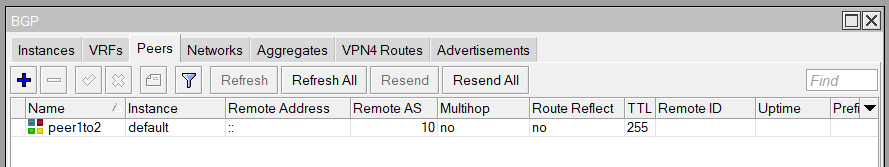 BGP
Instances VRFs Peers Networks Aggregates VPN4 Routes Advertisements
Refresh Refresh All Resend Resend All Find
Name Instance Remote Address Remote AS Multihop Route Reflect TTL Remote ID Uptime Prefi
peer1to2 default :: 10 no no 255